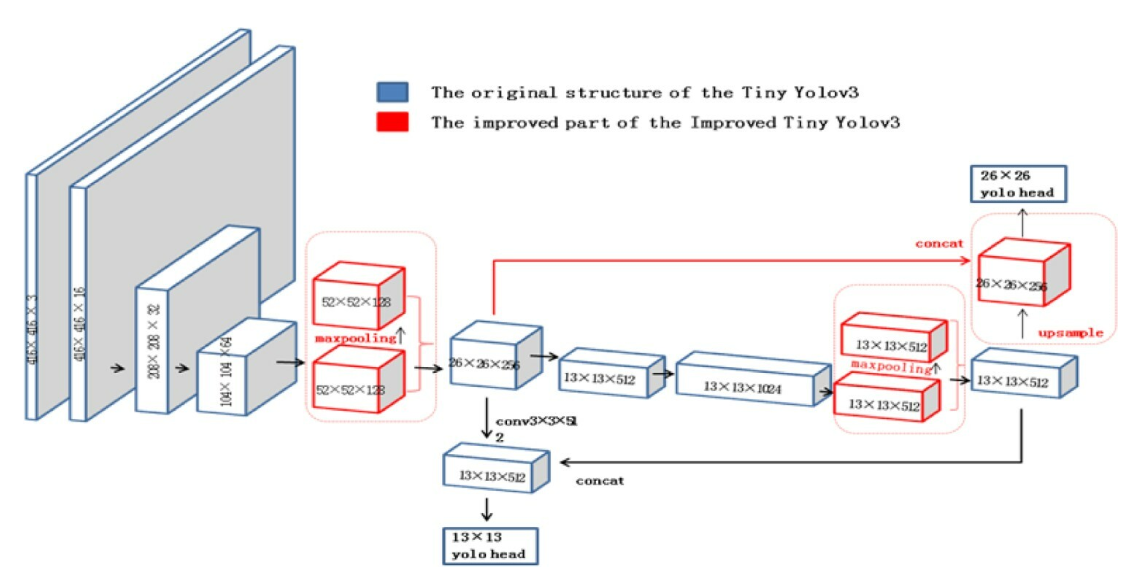 The original structure of the Tiny Yolov3
The improved part of the Improved Tiny Yolov3
416×416×3
416×416×16
208×208×32
104×104×64
52×52×128
maxpooling
52×52×128
26×26×256
conv3×3×51
2
13×13×512
13×13
yolo head
13×13×512
13×13×1024
13×13×512
maxpooling
13×13×512
13×13×512
concat
concat
upsample
26×26×256
26×26
yolo head